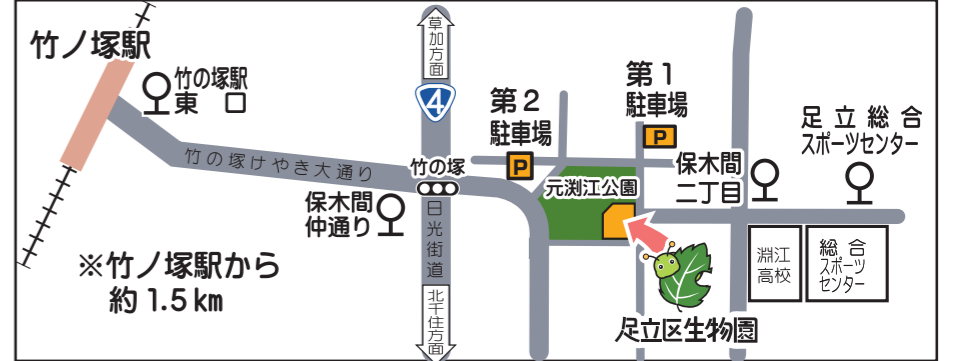 竹ノ塚駅
竹の塚駅
東口
竹の塚けやき大通り
保木間
仲通り
※竹ノ塚駅から
約1.5km
草加方面
4
竹の塚
日光街道
北千住方面
第2
駐車場
P
第1
駐車場
P
元渕江公園
保木間
二丁目
足立総合
スポーツセンター
淵江
高校
総合
スポーツ
センター
足立区生物園